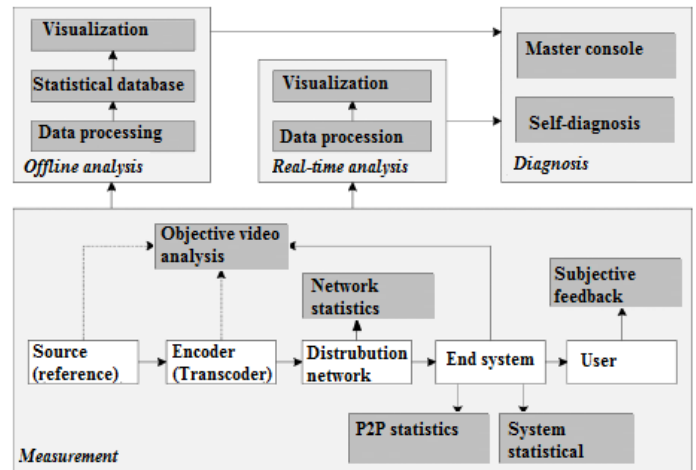 Visualization
Statistical database
Data processing
Offline analysis
Visualization
Data procession
Real-time analysis
Master console
Self-diagnosis
Diagnosis
Objective video
analysis
Network
statistics
Subjective
feedback
Source
(reference)
Encoder
(Transcoder)
Distrubution
network
End system
User
P2P statistics
System
statistical
Measurement